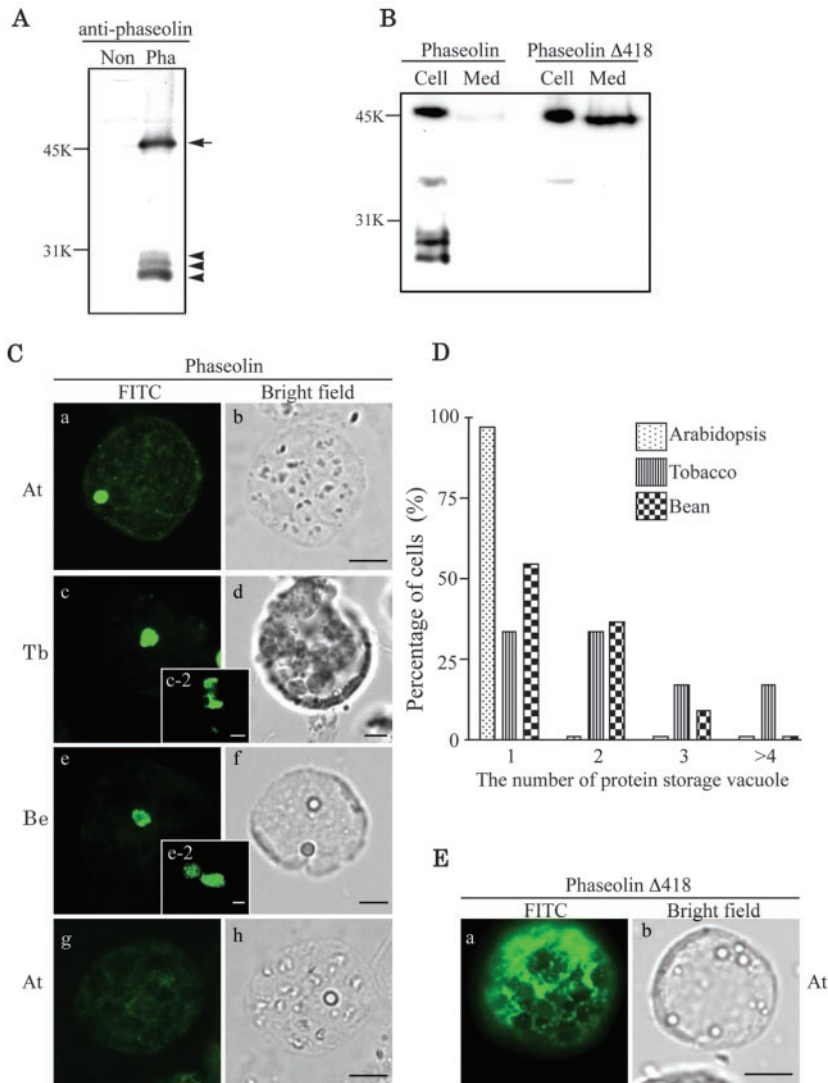 A
anti-phaseolin
Non Pha
45K
31K
B
Phaseolin Phaseolin Δ418
Cell Med Cell Med
45K
31K
C
Phaseolin
FITC Bright field
At
a b
Tb
c c-2 d
Be
e e-2 f
At
g h
D
Percentage of cells (%)
100
75
50
25
0
Arabidopsis
Tobacco
Bean
1 2 3 >4
The number of protein storage vacuole
E
Phaseolin Δ418
FITC Bright field
a b
At